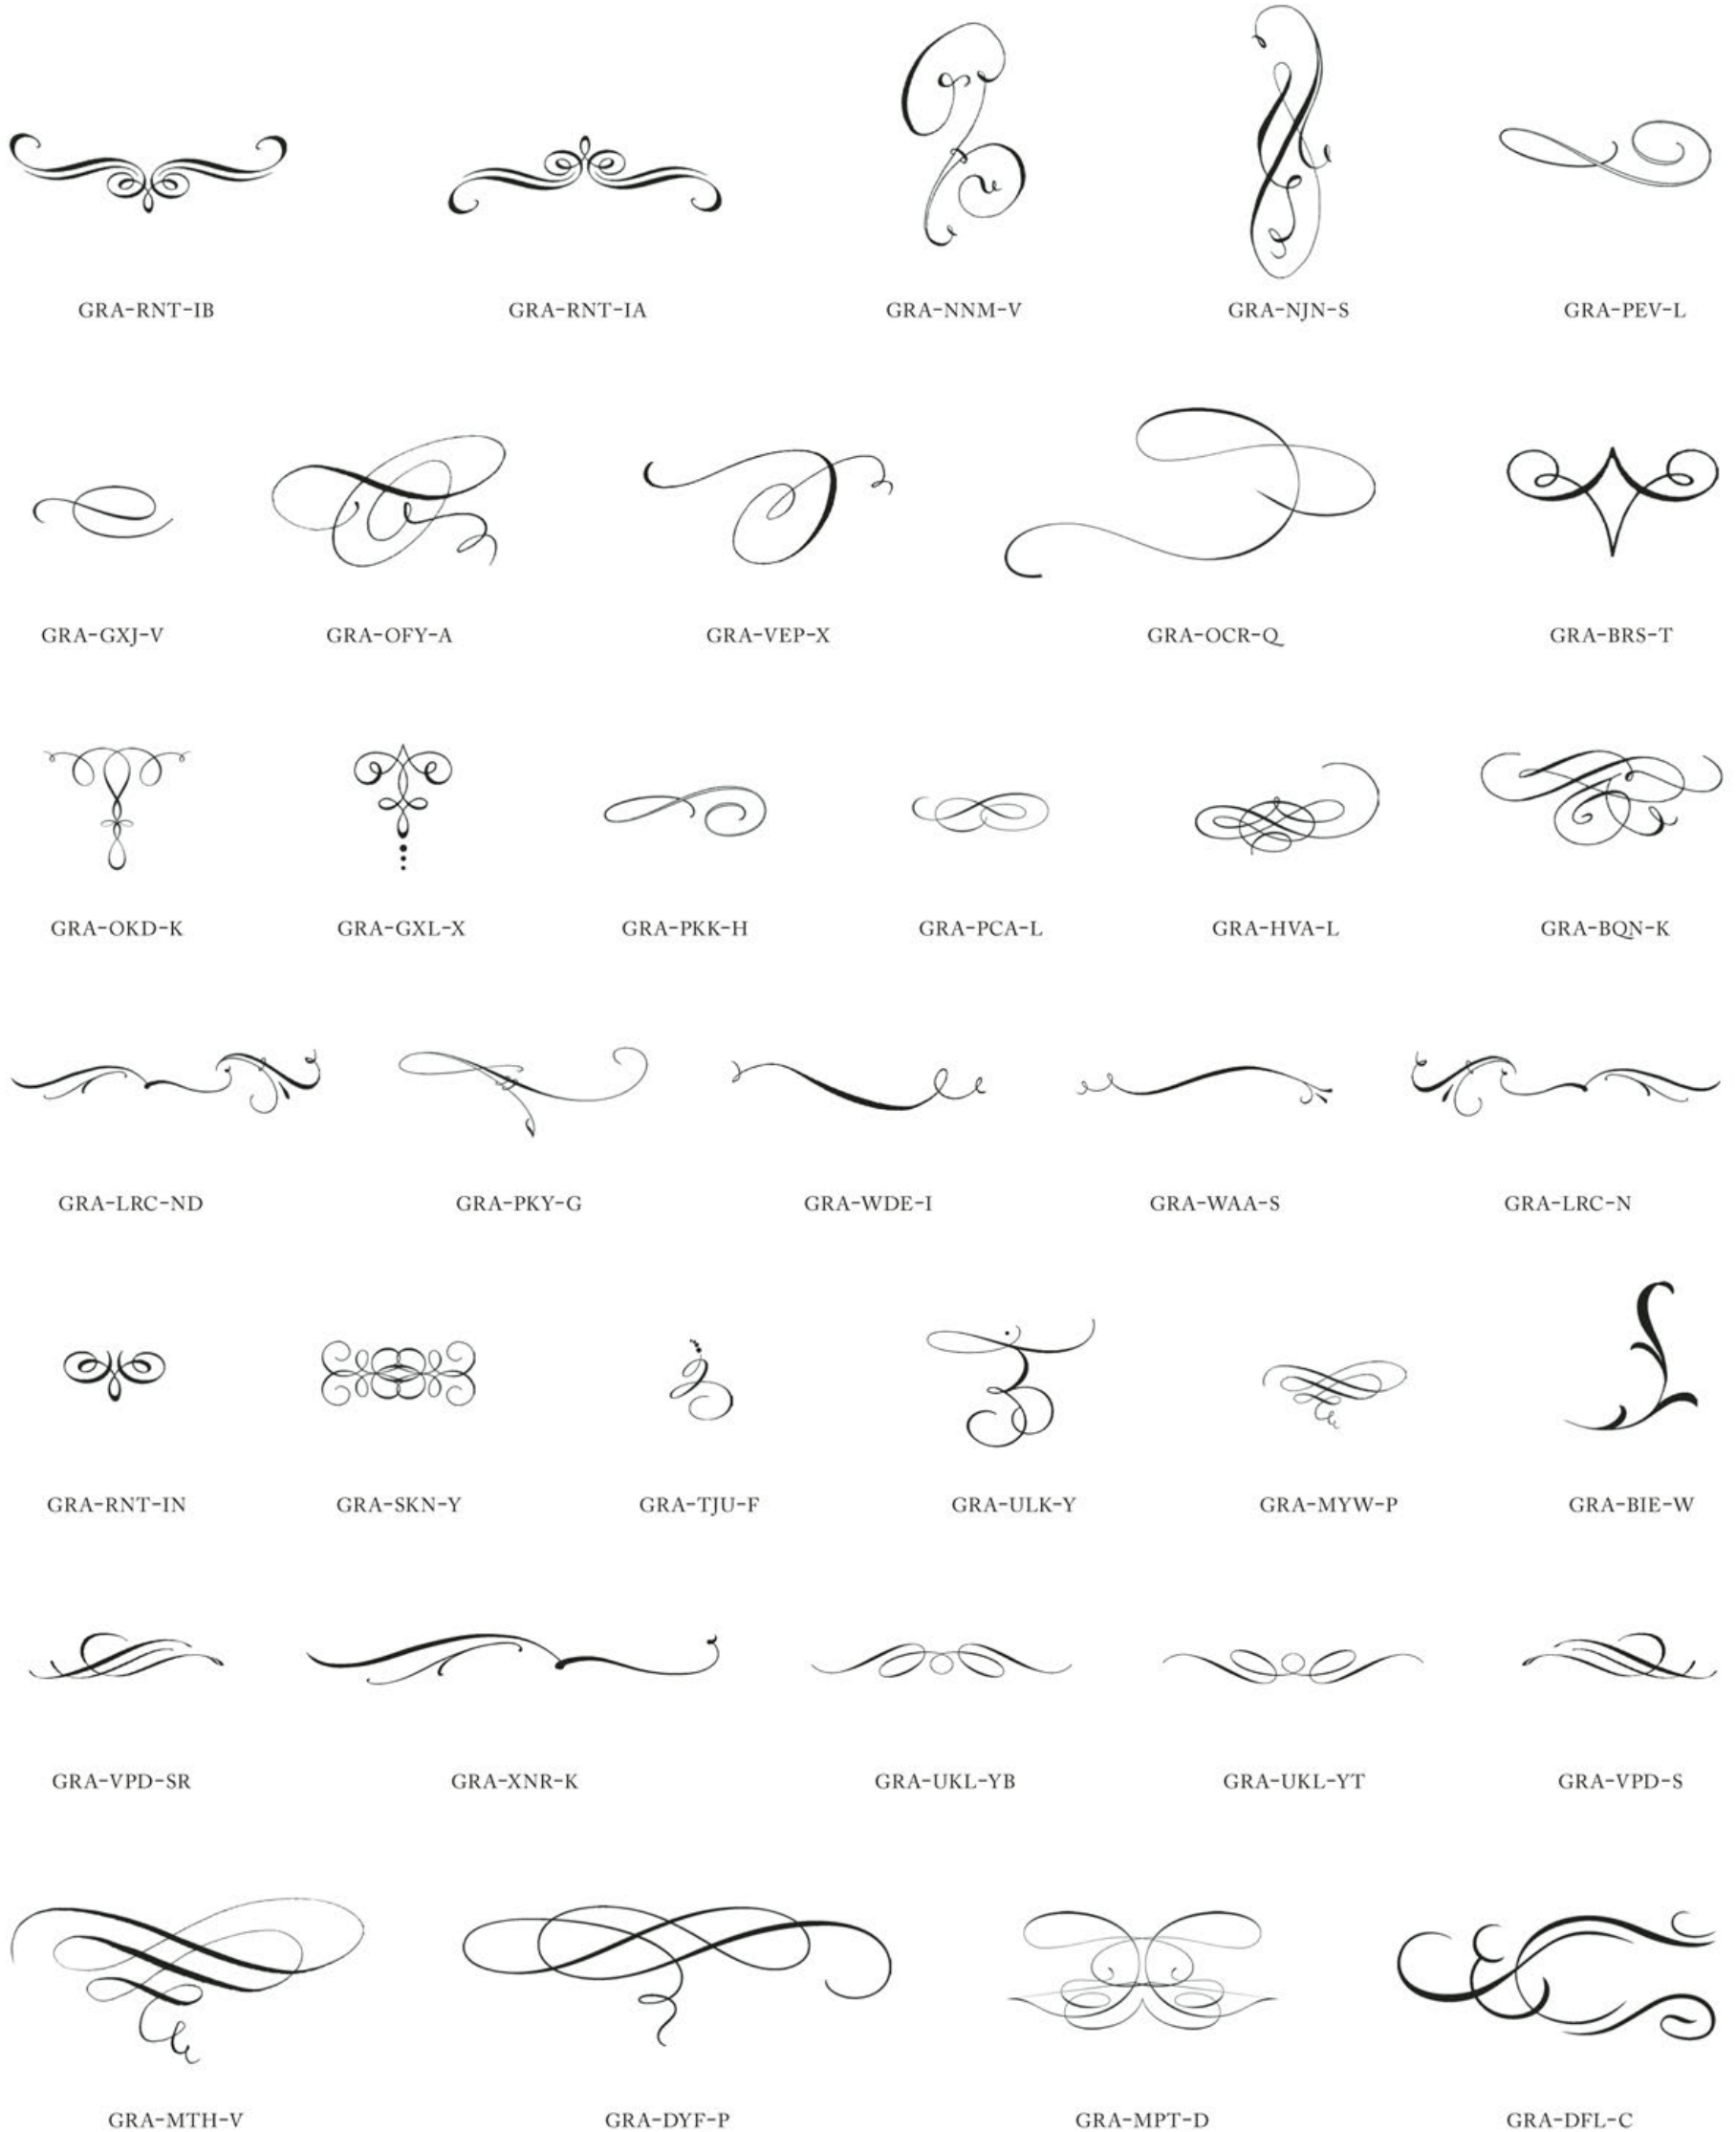 GRA-RNT-IB GRA-RNT-IA GRA-NNM-V GRA-NJN-S GRA-PEV-L
GRA-GXJ-V GRA-OFY-A GRA-VEP-X GRA-OCR-Q GRA-BRS-T
GRA-OKD-K GRA-GXL-X GRA-PKK-H GRA-PCA-L GRA-HVA-L GRA-BQN-K
GRA-LRC-ND GRA-PKY-G GRA-WDE-I GRA-WAA-S GRA-LRC-N
GRA-RNT-IN GRA-SKN-Y GRA-TJU-F GRA-ULK-Y GRA-MYW-P GRA-BIE-W
GRA-VPD-SR GRA-XNR-K GRA-UKL-YB GRA-UKL-YT GRA-VPD-S
GRA-MTH-V GRA-DYF-P GRA-MPT-D GRA-DFL-C